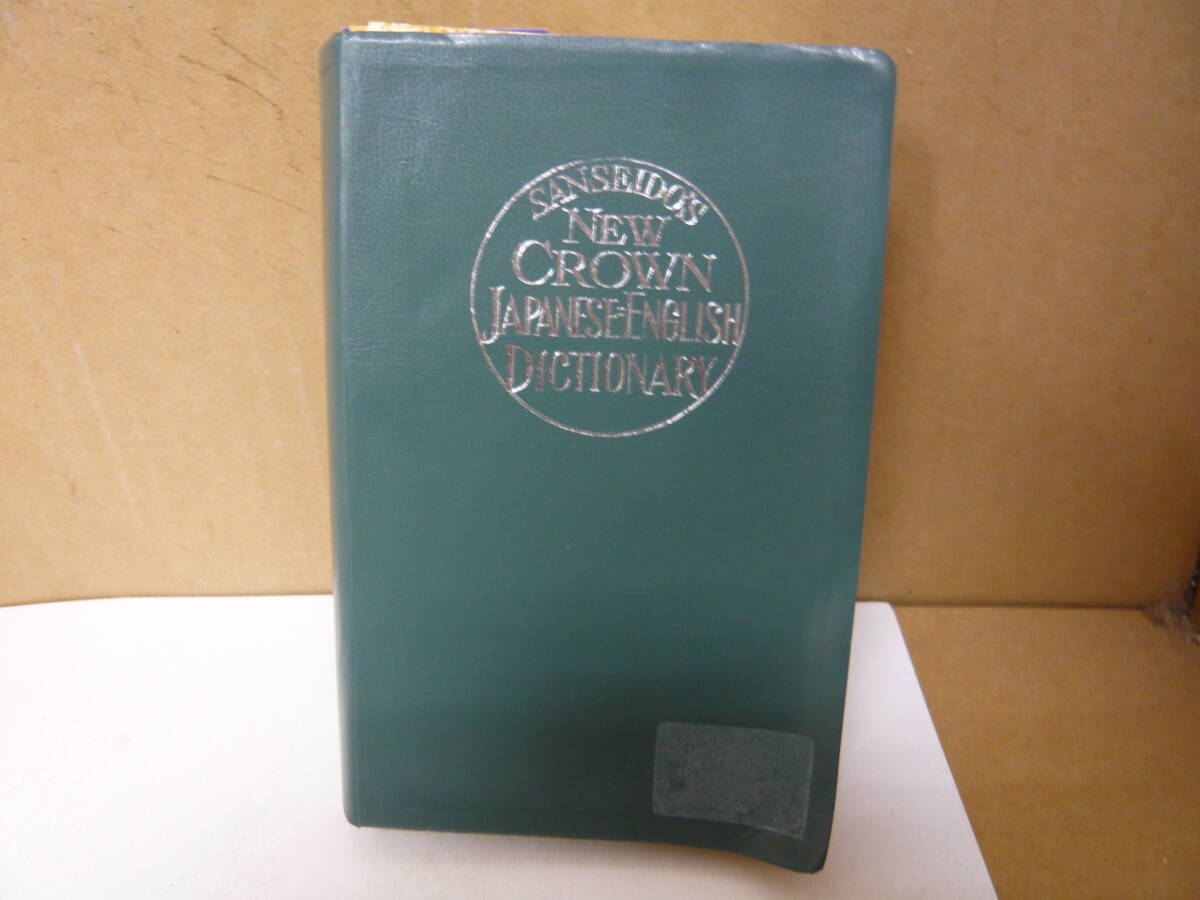 SANSEIDO'S
NEW
CROWN
JAPANESE-ENGLISH
DICTIONARY